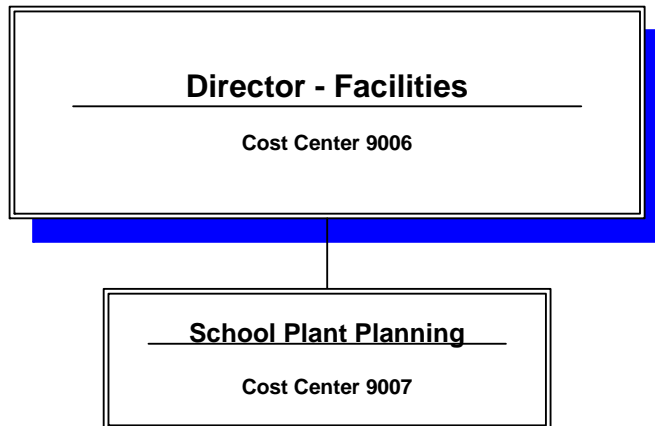 Director - Facilities
Cost Center 9006
School Plant Planning
Cost Center 9007